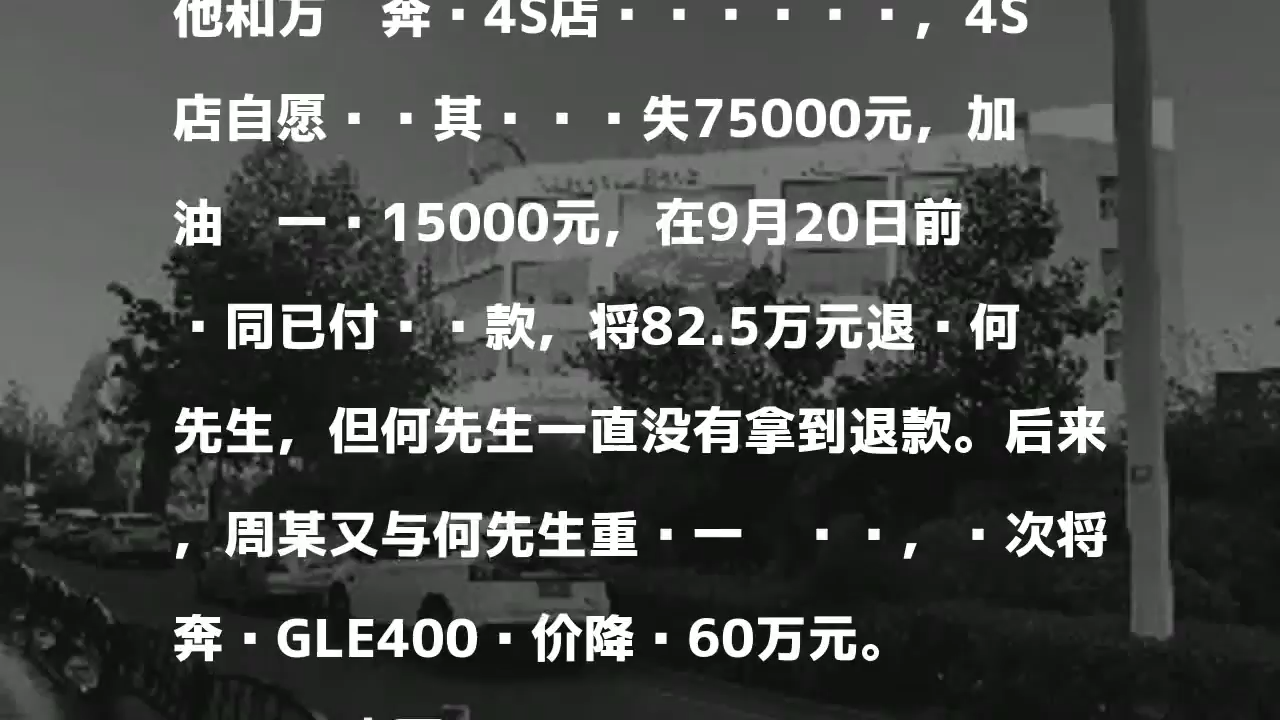 他和万　奔·4S店······，4S
店自愿··其···失75000元，加
油　一·15000元，在9月20日前
·同已付··款，将82.5万元退·何
先生，但何先生一直没有拿到退款。后来
，周某又与何先生重·一　··，·次将
奔·GLE400·价降·60万元。